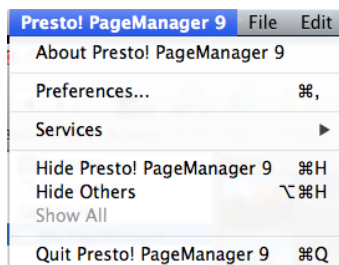 Presto! PageManager 9 File Edit
About Presto! PageManager 9
Preferences... ⌘,
Services ▶
Hide Presto! PageManager 9 ⌘H
Hide Others ⌥⌘H
Show All
Quit Presto! PageManager 9 ⌘Q